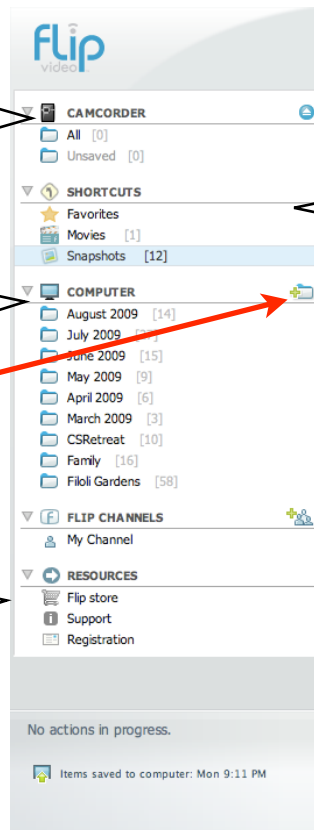 flip
video
CAMCORDER
All [0]
Unsaved [0]
SHORTCUTS
Favorites
Movies [1]
Snapshots [12]
COMPUTER
August 2009 [14]
July 2009
June 2009 [15]
May 2009 [9]
April 2009 [6]
March 2009 [3]
CSRetreat [10]
Family [16]
Filoli Gardens [58]
FLIP CHANNELS
My Channel
RESOURCES
Flip store
Support
Registration
No actions in progress.
Items saved to computer: Mon 9:11 PM